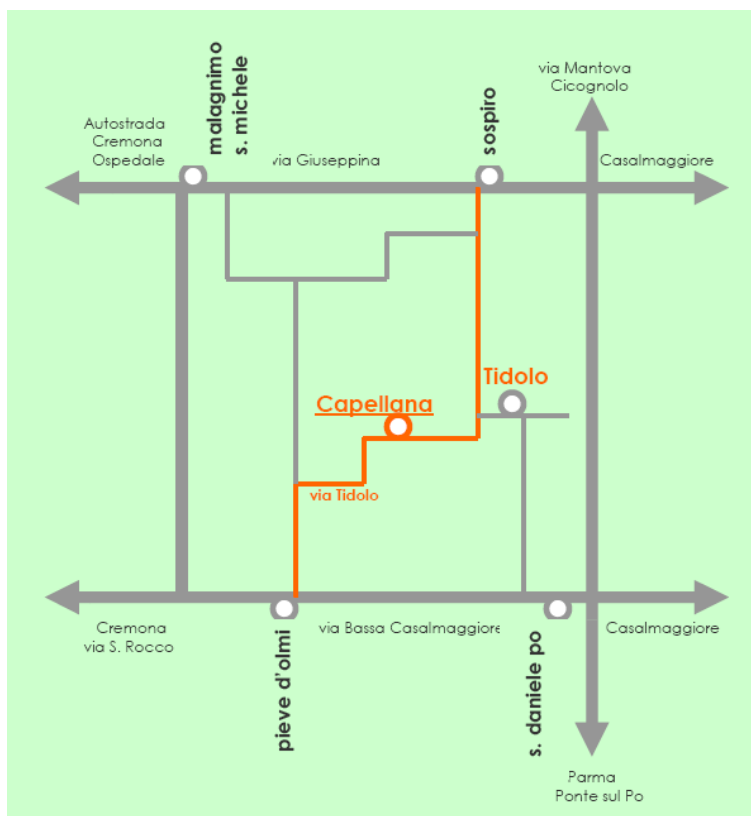 malagnimo
s. michele
sospiro
via Mantova
Cicognolo
Autostrada
Cremona
Ospedale
via Giuseppina
Casalmaggiore
Tidolo
Capellana
via Tidolo
Cremona
via S. Rocco
pieve d'olmi
via Bassa Casalmaggiore
s. daniele po
Casalmaggiore
Parma
Ponte sul Po